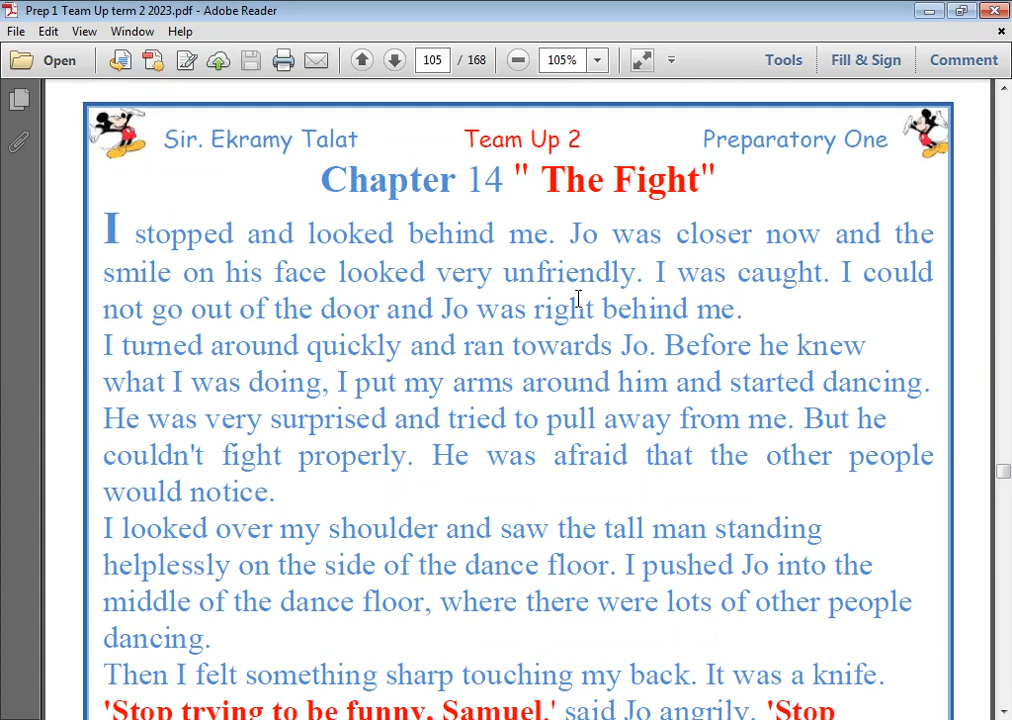 Prep 1 Team Up term 2 2023.pdf - Adobe Reader
File Edit View Window Help
Open 105 / 168 105% Tools Fill & Sign Comment
Sir. Ekramy Talat Team Up 2 Preparatory One
Chapter 14 " The Fight"
I stopped and looked behind me. Jo was closer now and the
smile on his face looked very unfriendly. I was caught. I could
not go out of the door and Jo was right behind me.
I turned around quickly and ran towards Jo. Before he knew
what I was doing, I put my arms around him and started dancing.
He was very surprised and tried to pull away from me. But he
couldn't fight properly. He was afraid that the other people
would notice.
I looked over my shoulder and saw the tall man standing
helplessly on the side of the dance floor. I pushed Jo into the
middle of the dance floor, where there were lots of other people
dancing.
Then I felt something sharp touching my back. It was a knife.
'Stop trying to be funny, Samuel,' said Jo angrily. 'Stop